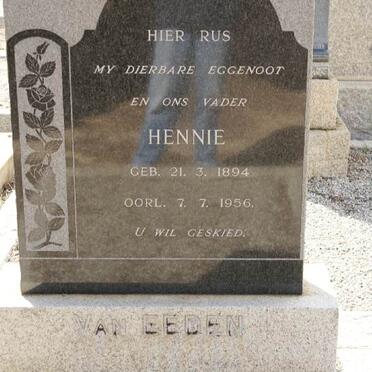 HIER RUS
MY DIERBARE EGGENOOT
EN ONS VADER
HENNIE
GEB. 21. 3. 1894
OORL. 7. 7. 1956.
U WIL GESKIED.
VAN EEDEN